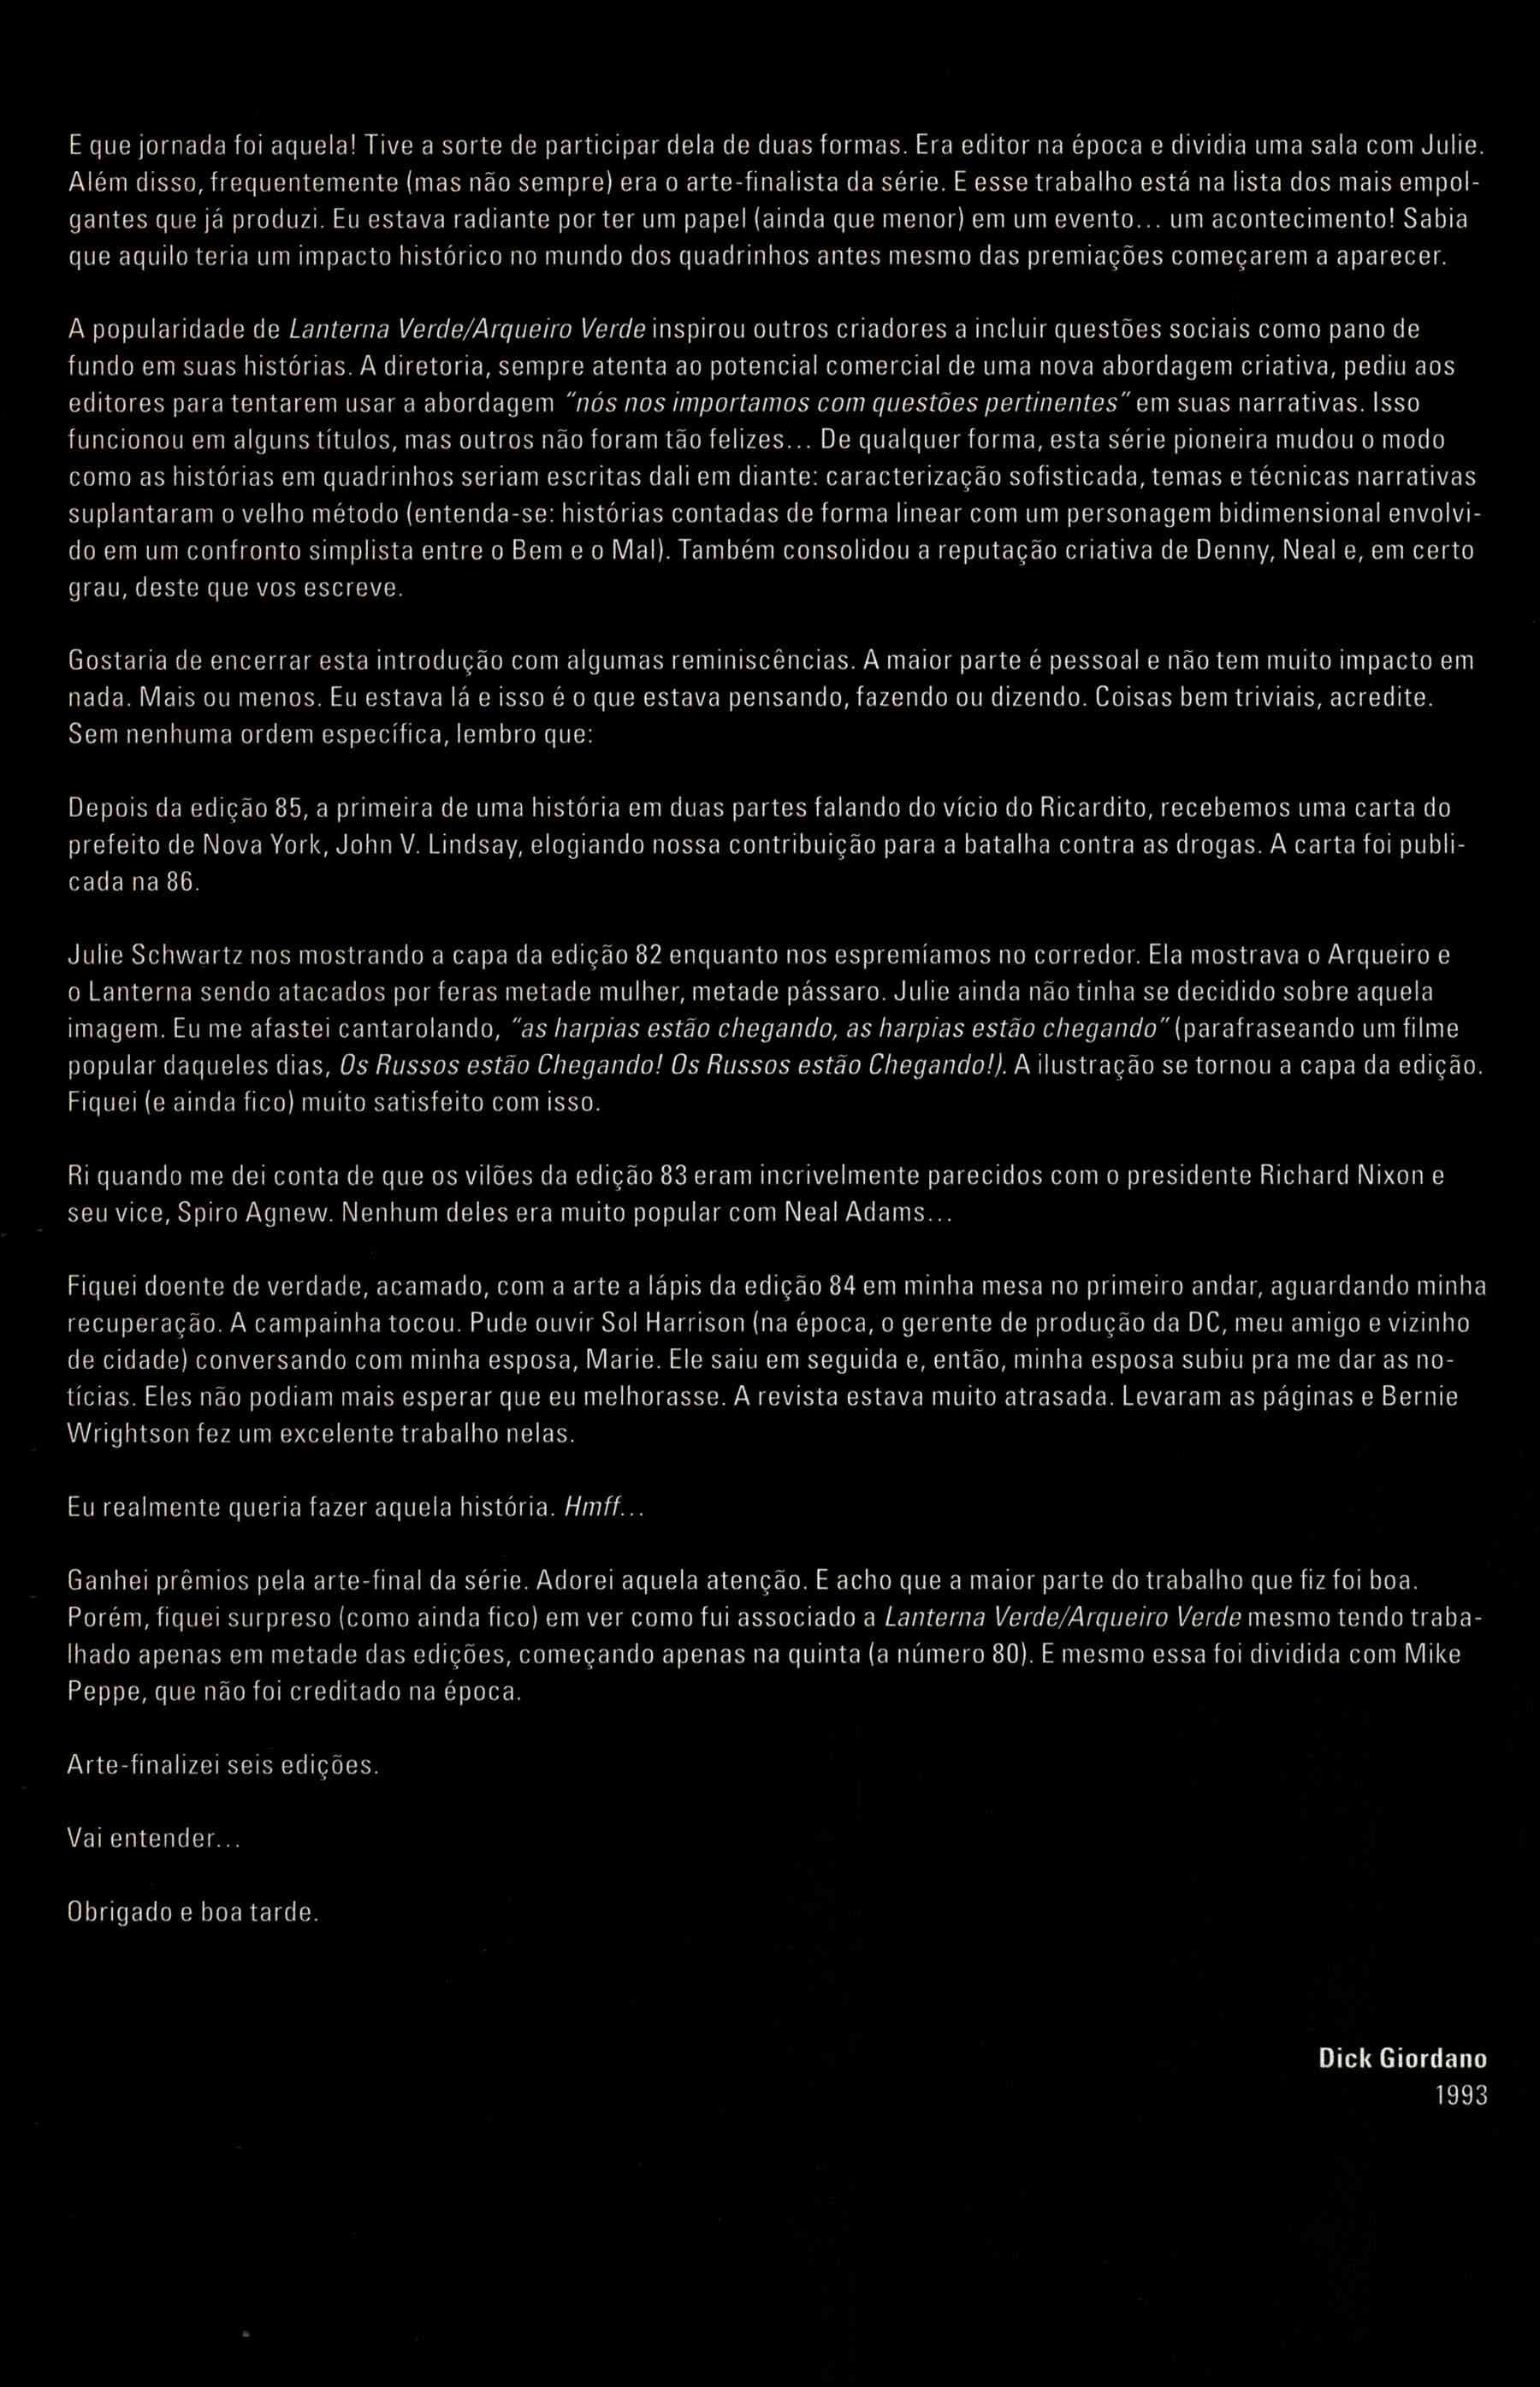 E que jornada foi aquela! Tive a sorte de participar dela de duas formas. Era editor na época e dividia uma sala com Julie.
Além disso, frequentemente (mas não sempre) era o arte-finalista da série. E esse trabalho está na lista dos mais empol-
gantes que já produzi. Eu estava radiante por ter um papel (ainda que menor) em um evento... um acontecimento! Sabia
que aquilo teria um impacto histórico no mundo dos quadrinhos antes mesmo das premiações começarem a aparecer.
A popularidade de Lanterna Verde/Arqueiro Verde inspirou outros criadores a incluir questões sociais como pano de
fundo em suas histórias. A diretoria, sempre atenta ao potencial comercial de uma nova abordagem criativa, pediu aos
editores para tentarem usar a abordagem "nós nos importamos com questões pertinentes" em suas narrativas. Isso
funcionou em alguns títulos, mas outros não foram tão felizes... De qualquer forma, esta série pioneira mudou o modo
como as histórias em quadrinhos seriam escritas dali em diante: caracterização sofisticada, temas e técnicas narrativas
suplantaram o velho método (entenda-se: histórias contadas de forma linear com um personagem bidimensional envolvi-
do em um confronto simplista entre o Bem e o Mal). Também consolidou a reputação criativa de Denny, Neal e, em certo
grau, deste que vos escreve.
Gostaria de encerrar esta introdução com algumas reminiscências. A maior parte é pessoal e não tem muito impacto em
nada. Mais ou menos. Eu estava lá e isso é o que estava pensando, fazendo ou dizendo. Coisas bem triviais, acredite.
Sem nenhuma ordem específica, lembro que:
Depois da edição 85, a primeira de uma história em duas partes falando do vício do Ricardito, recebemos uma carta do
prefeito de Nova York, John V. Lindsay, elogiando nossa contribuição para a batalha contra as drogas. A carta foi publi-
cada na 86.
Julie Schwartz nos mostrando a capa da edição 82 enquanto nos espremíamos no corredor. Ela mostrava o Arqueiro e
o Lanterna sendo atacados por feras metade mulher, metade pássaro. Julie ainda não tinha se decidido sobre aquela
imagem. Eu me afastei cantarolando, "as harpias estão chegando, as harpias estão chegando" (parafraseando um filme
popular daqueles dias, Os Russos estão Chegando! Os Russos estão Chegando!). A ilustração se tornou a capa da edição.
Fiquei (e ainda fico) muito satisfeito com isso.
Ri quando me dei conta de que os vilões da edição 83 eram incrivelmente parecidos com o presidente Richard Nixon e
seu vice, Spiro Agnew. Nenhum deles era muito popular com Neal Adams...
Fiquei doente de verdade, acamado, com a arte a lápis da edição 84 em minha mesa no primeiro andar, aguardando minha
recuperação. A campainha tocou. Pude ouvir Sol Harrison (na época, o gerente de produção da DC, meu amigo e vizinho
de cidade) conversando com minha esposa, Marie. Ele saiu em seguida e, então, minha esposa subiu pra me dar as no-
tícias. Eles não podiam mais esperar que eu melhorasse. A revista estava muito atrasada. Levaram as páginas e Bernie
Wrightson fez um excelente trabalho nelas.
Eu realmente queria fazer aquela história. Hmff...
Ganhei prêmios pela arte-final da série. Adorei aquela atenção. E acho que a maior parte do trabalho que fiz foi boa.
Porém, fiquei surpreso (como ainda fico) em ver como fui associado a Lanterna Verde/Arqueiro Verde mesmo tendo traba-
lhado apenas em metade das edições, começando apenas na quinta (a número 80). E mesmo essa foi dividida com Mike
Peppe, que não foi creditado na época.
Arte-finalizei seis edições.
Vai entender...
Obrigado e boa tarde.
Dick Giordano
1993